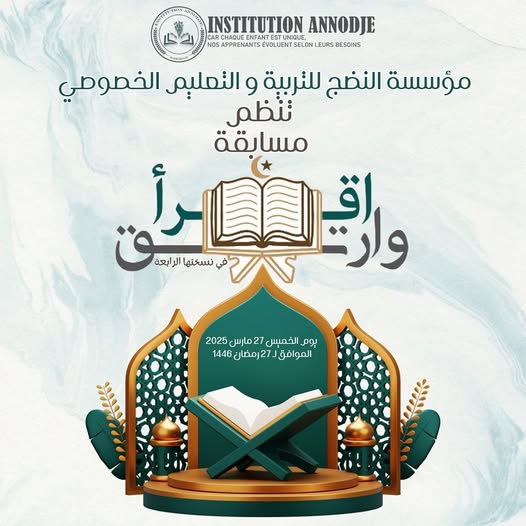 INSTITUTION ANNODJE
CAR CHAQUE ENFANT EST UNIQUE,
NOS APPRENANTS ÉVOLUENT SELON LEURS BESOINS
مؤسسة النضج للتربية و التعليم الخصوصي
تنظم
مسابقة
اقرأ
وارتق
في نسختها الرابعة
يوم الخميس 27 مارس 2025
الموافق لـ 27 رمضان 1446